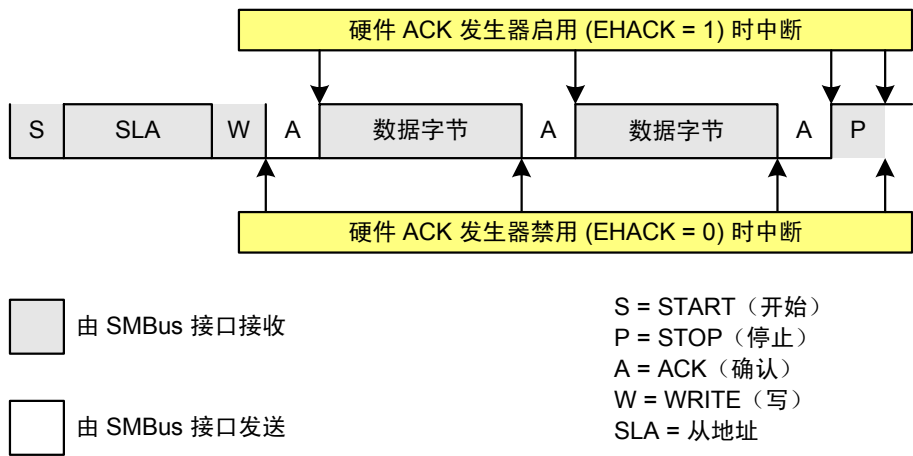 硬件 ACK 发生器启用 (EHACK = 1) 时中断
S SLA W A 数据字节 A 数据字节 A P
硬件 ACK 发生器禁用 (EHACK = 0) 时中断
由 SMBus 接口接收
由 SMBus 接口发送
S = START（开始）
P = STOP（停止）
A = ACK（确认）
W = WRITE（写）
SLA = 从地址